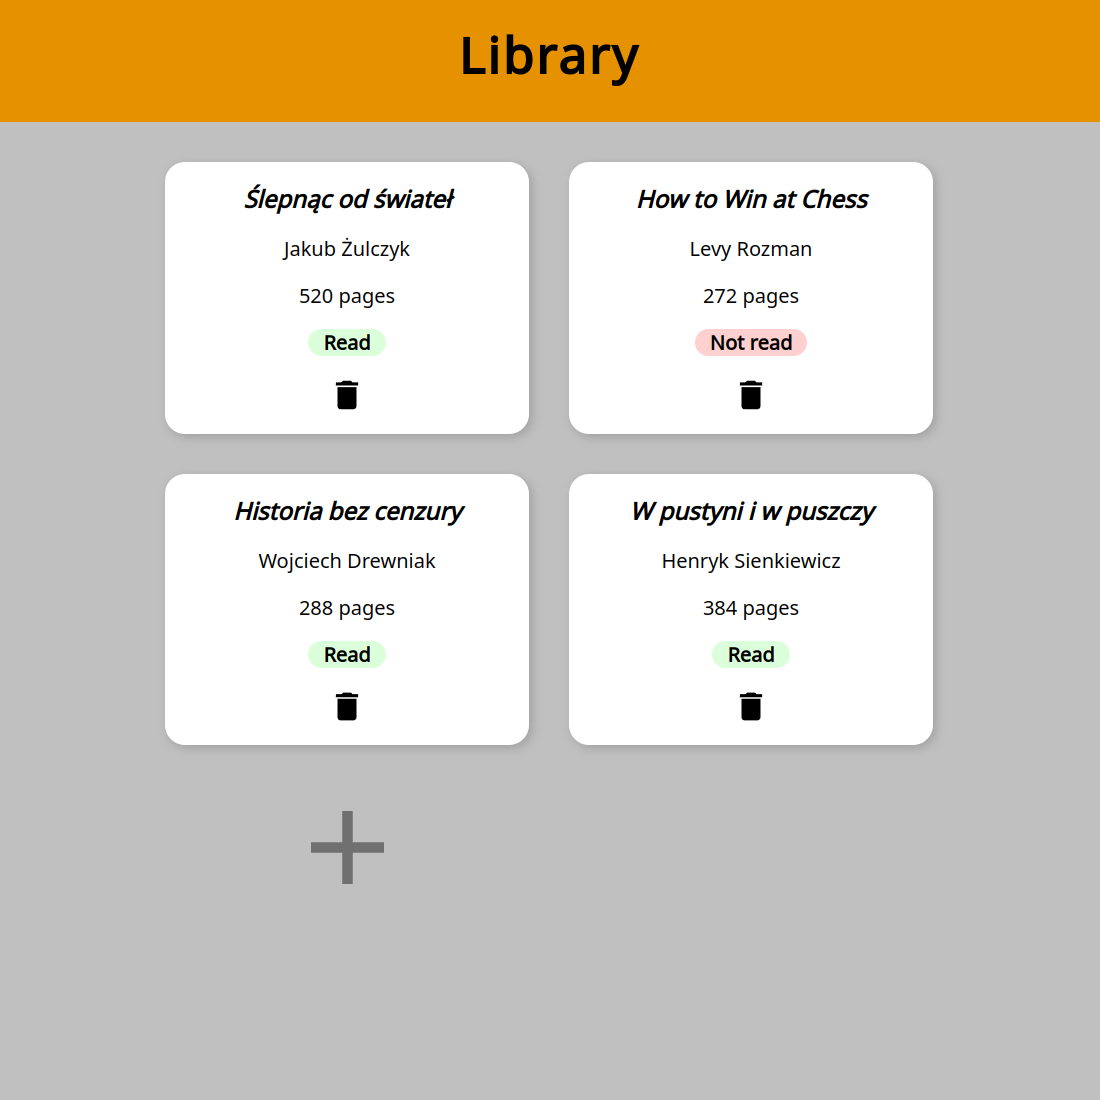 Library
Ślepnąc od świateł
Jakub Żulczyk
520 pages
Read
How to Win at Chess
Levy Rozman
272 pages
Not read
Historia bez cenzury
Wojciech Drewniak
288 pages
Read
W pustyni i w puszczy
Henryk Sienkiewicz
384 pages
Read